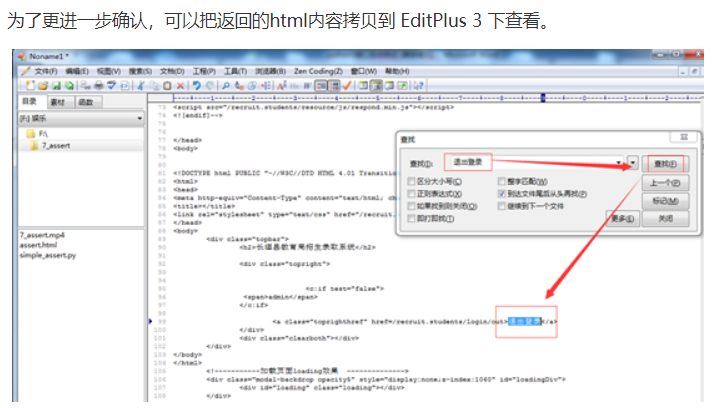 为了更进一步确认，可以把返回的html内容拷贝到 EditPlus 3 下查看。
Noname1 *
文件(F) 编辑(E) 视图(V) 搜索(S) 文档(D) 工程(P) 工具(T) 浏览器(B) Zen Coding(Z) 窗口(W) 帮助(H)
目录 素材 函数
[F:] 娱乐
F:\
7_assert
7_assert.mp4
assert.html
simple_assert.py
73 <script src="/recruit.students/resource/js/respond.min.js"></script>
74 <![endif]-->
</head>
<body>
<!DOCTYPE html PUBLIC "-//W3C//DTD HTML 4.01 Transitio
<html>
<head>
<meta http-equiv="Content-Type" content="text/html; ch
<title></title>
<link rel="stylesheet" type="text/css" href="/recruit.
</head>
<body>
<div class="topbar">
<h2>长垣县教育局招生录取系统</h2>
<div class="topright">
<c:if test="false">
<span>admin</span>
</c:if>
<a class="toprighthref" href=/recruit.students/login/out>退出登录</a>
</div>
<div class="clearboth"></div>
</div>
</body>
</html>
<!-----------加载页面loading效果 -------------->
<div class="modal-backdrop opacity5" style="display:none;z-index:1060" id="loadingDiv">
<div id="loading" class="loading"></div>
</div>
查找
查找(I): 退出登录 查找(F)
区分大小写(C) 整字匹配(W) 上一个(P)
正则表达式(X) 到达文件尾后从头再找(P)
如果找到则关闭(O) 继续到下一个文件 标记(M)
即打即找(T) 更多(S) 关闭